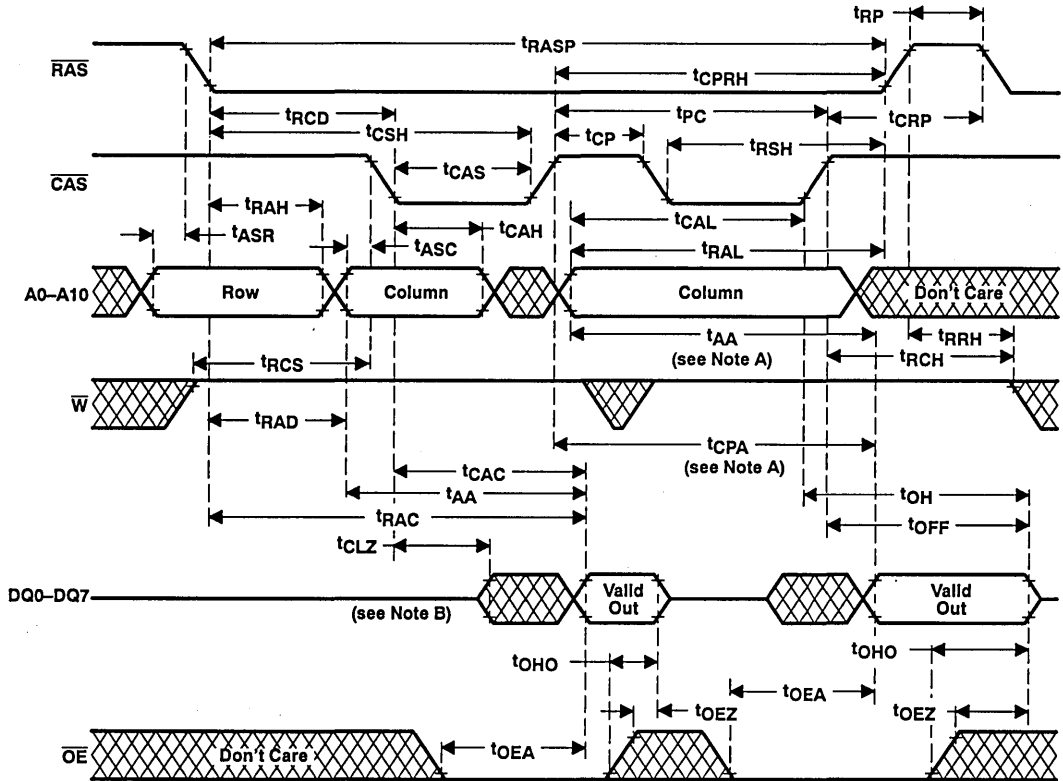 tRP
tRASP
RAS
tCPRH
tRCD
tPC
tCSH
tCP
tCRP
tRSH
CAS
tCAS
tRAH
tCAL
tASR
tASC
tCAH
tRAL
A0–A10
Row
Column
Column
Don't Care
tAA
(see Note A)
tRRH
tRCS
tRCH
W
tRAD
tCPA
(see Note A)
tCAC
tAA
tOH
tRAC
tOFF
tCLZ
DQ0–DQ7
(see Note B)
Valid
Out
Valid
Out
tOHO
tOHO
tOEA
tOEZ
tOEZ
OE
Don't Care
tOEA